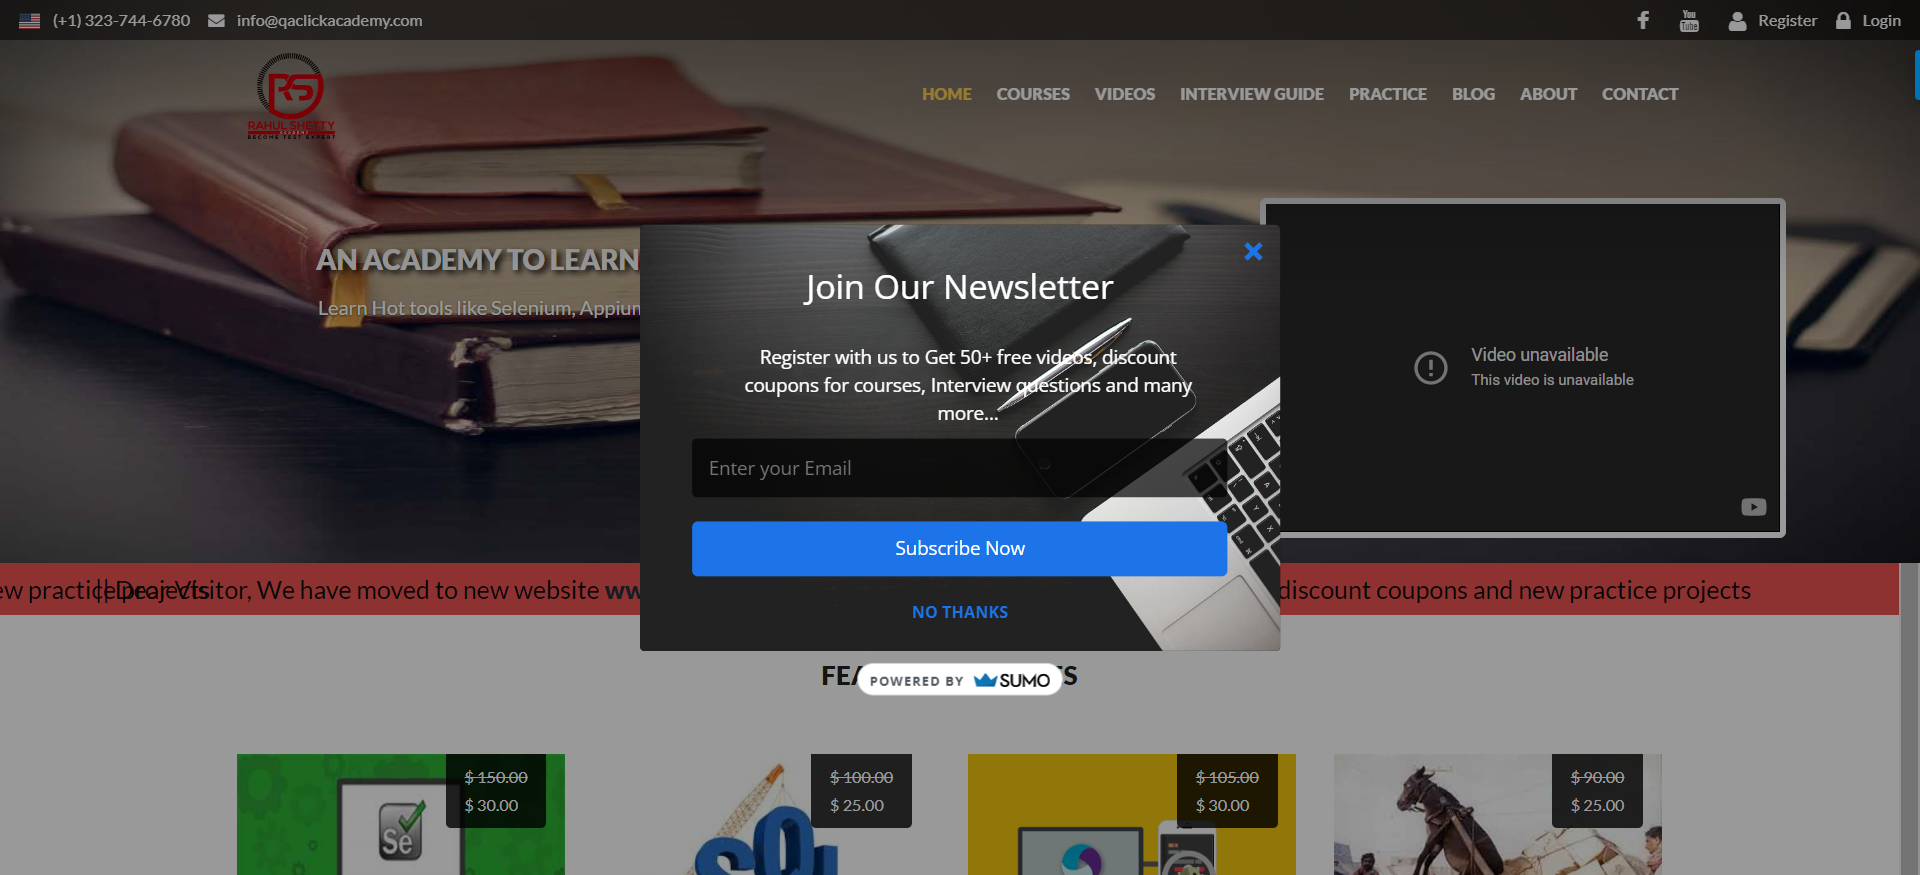 (+1) 323-744-6780 info@qaclickacademy.com
You Tube Register Login
RS
RAHUL SHETTY
ACADEMY
BECOME TEST EXPERT
HOME COURSES VIDEOS INTERVIEW GUIDE PRACTICE BLOG ABOUT CONTACT
AN ACADEMY TO LEARN
Learn Hot tools like Selenium, Appium
Video unavailable
This video is unavailable
Join Our Newsletter
Register with us to Get 50+ free videos, discount
coupons for courses, Interview questions and many
more...
Enter your Email
Subscribe Now
NO THANKS
ew practice projects || Dear Visitor, We have moved to new website ww discount coupons and new practice projects
FEA S
POWERED BY SUMO
$ 150.00
$ 30.00
Se
$ 100.00
$ 25.00
SQL
$ 105.00
$ 30.00
$ 90.00
$ 25.00